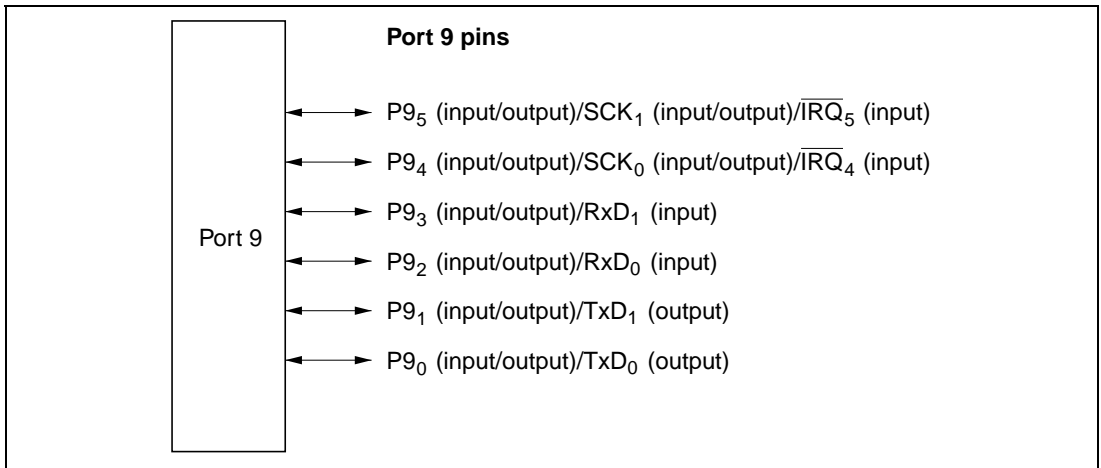 Port 9 pins
P9₅ (input/output)/SCK₁ (input/output)/I̅R̅Q̅₅ (input)
P9₄ (input/output)/SCK₀ (input/output)/I̅R̅Q̅₄ (input)
P9₃ (input/output)/RxD₁ (input)
Port 9
P9₂ (input/output)/RxD₀ (input)
P9₁ (input/output)/TxD₁ (output)
P9₀ (input/output)/TxD₀ (output)